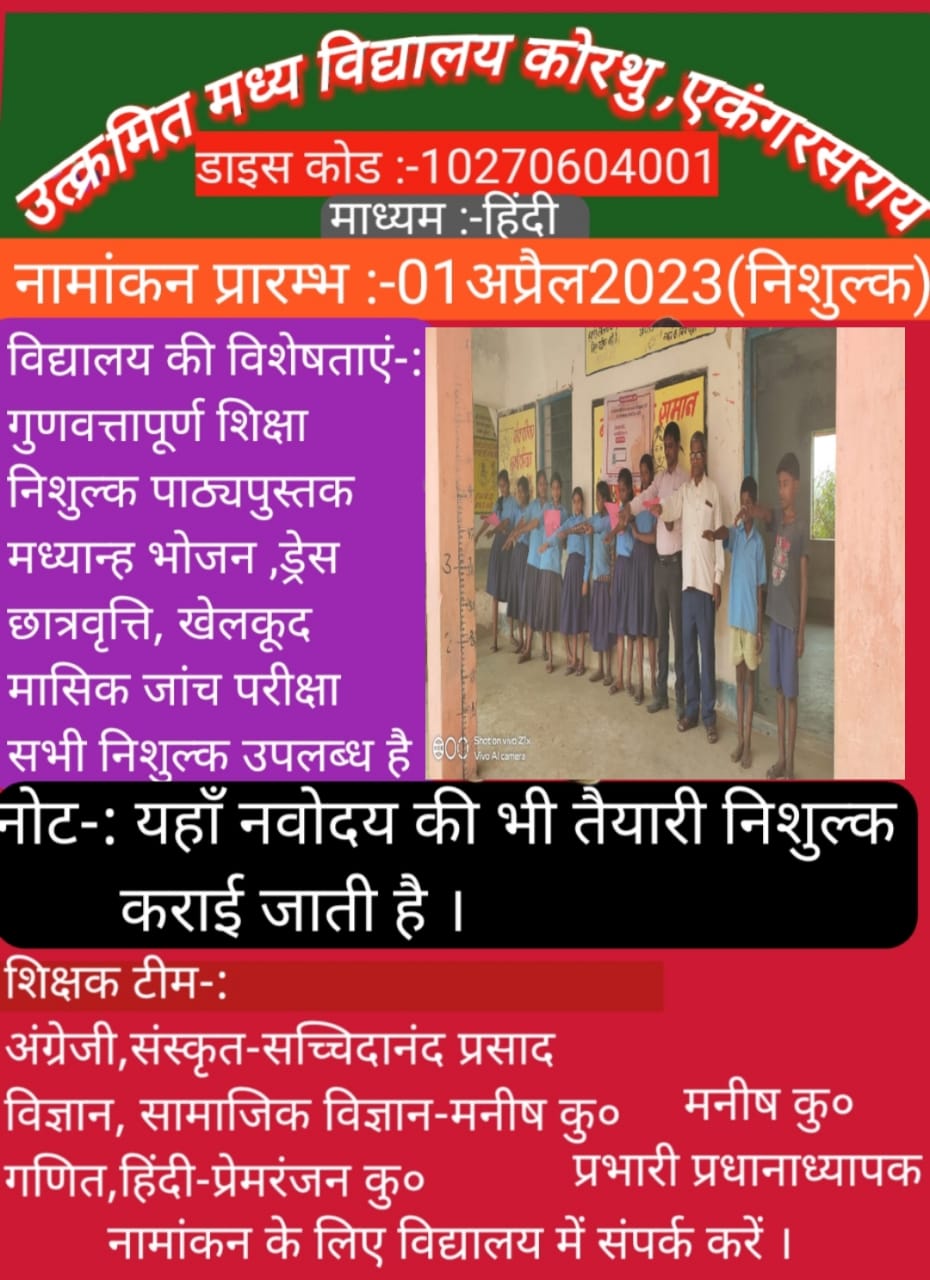 उत्क्रमित मध्य विद्यालय कोरथु ,एकंगरसराय
डाइस कोड :-10270604001
माध्यम :-हिंदी
नामांकन प्रारम्भ :-01अप्रैल2023(निशुल्क)
विद्यालय की विशेषताएं-:
गुणवत्तापूर्ण शिक्षा
निशुल्क पाठ्यपुस्तक
मध्यान्ह भोजन ,ड्रेस
छात्रवृत्ति, खेलकूद
मासिक जांच परीक्षा
सभी निशुल्क उपलब्ध है
समान
3
Shot on vivo Z1x
Vivo AI camera
नोट-: यहाँ नवोदय की भी तैयारी निशुल्क
कराई जाती है ।
शिक्षक टीम-:
अंग्रेजी,संस्कृत-सच्चिदानंद प्रसाद
विज्ञान, सामाजिक विज्ञान-मनीष कु०
गणित,हिंदी-प्रेमरंजन कु०
मनीष कु०
प्रभारी प्रधानाध्यापक
नामांकन के लिए विद्यालय में संपर्क करें ।